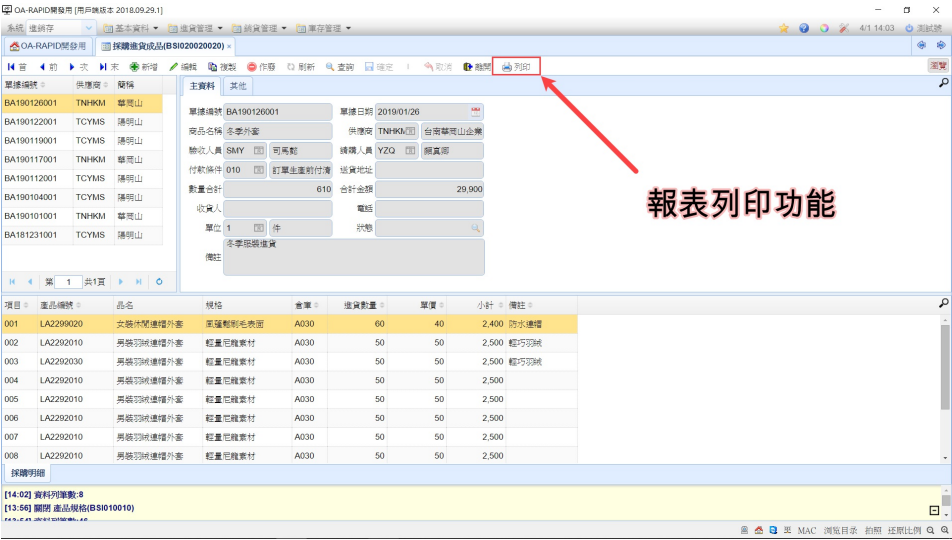 OA-RAPID開發用 [用戶端版本 2018.09.29.1]
系統 進銷存 基本資料 進貨管理 銷貨管理 庫存管理 4/1 14:03 測試號
OA-RAPID開發用 採購進貨成品(BSI020020020)
首 前 次 末 新增 編輯 複製 作廢 刷新 查詢 確定 取消 離開 列印 瀏覽
單據編號 供應商 簡稱
BA190126001 TNHKM 華岡山
BA190122001 TCYMS 陽明山
BA190119001 TCYMS 陽明山
BA190117001 TNHKM 華岡山
BA190112001 TCYMS 陽明山
BA190104001 TCYMS 陽明山
BA190101001 TNHKM 華岡山
BA181231001 TCYMS 陽明山
第 1 共1頁
主資料 其他
單據編號 BA190126001 單據日期 2019/01/26
商品名稱 冬季外套 供應商 TNHKM 台南華岡山企業
驗收人員 SMY 司馬懿 請購人員 YZQ 顏真卿
付款條件 010 訂單生產前付清 送貨地址
數量合計 610 合計金額 29,900
收貨人 電話
單位 1 件 狀態
備註 冬季服裝進貨
報表列印功能
項目 產品編號 品名 規格 倉庫 進貨數量 單價 小計 備註
001 LA2299020 女裝休閒連帽外套 風蓬鬆刷毛表面 A030 60 40 2,400 防水連帽
002 LA2292010 男裝羽絨連帽外套 輕量尼龍素材 A030 50 50 2,500 輕巧羽絨
003 LA2292030 男裝羽絨連帽外套 輕量尼龍素材 A030 50 50 2,500 輕巧羽絨
004 LA2292010 男裝羽絨連帽外套 輕量尼龍素材 A030 50 50 2,500
005 LA2292010 男裝羽絨連帽外套 輕量尼龍素材 A030 50 50 2,500
006 LA2292010 男裝羽絨連帽外套 輕量尼龍素材 A030 50 50 2,500
007 LA2292010 男裝羽絨連帽外套 輕量尼龍素材 A030 50 50 2,500
008 LA2292010 男裝羽絨連帽外套 輕量尼龍素材 A030 50 50 2,500
採購明細
[14:02] 資料列筆數:8
[13:56] 關閉 產品規格(BSI010010)
MAC 浏览目录 拍照 还原比例